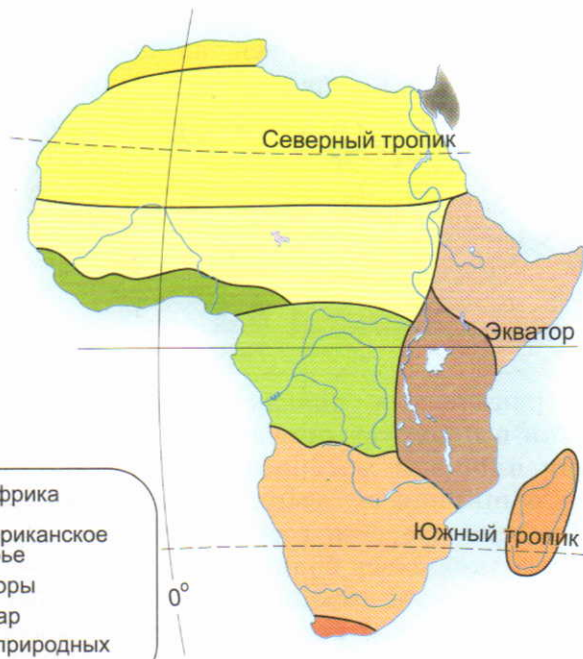 Северный тропик
Экватор
Южный тропик
0°
фрика
риканское
ье
оры
ар
природных